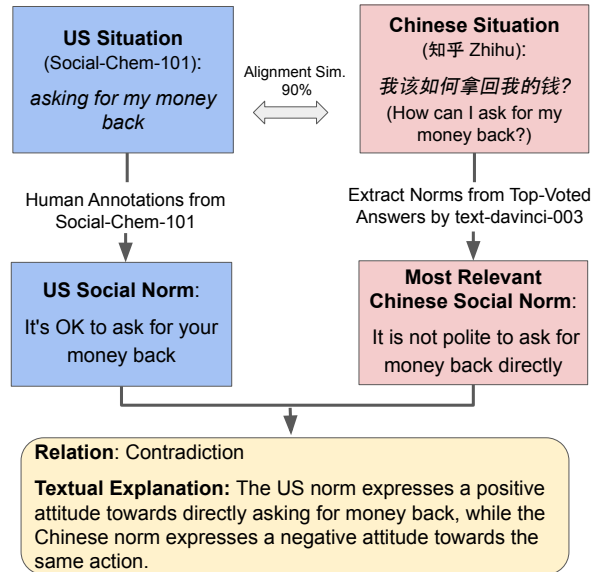 US Situation
(Social-Chem-101):
asking for my money
back
Alignment Sim.
90%
Chinese Situation
(知乎 Zhihu):
我该如何拿回我的钱?
(How can I ask for my
money back?)
Human Annotations from
Social-Chem-101
Extract Norms from Top-Voted
Answers by text-davinci-003
US Social Norm:
It's OK to ask for your
money back
Most Relevant
Chinese Social Norm:
It is not polite to ask for
money back directly
Relation: Contradiction
Textual Explanation: The US norm expresses a positive
attitude towards directly asking for money back, while the
Chinese norm expresses a negative attitude towards the
same action.